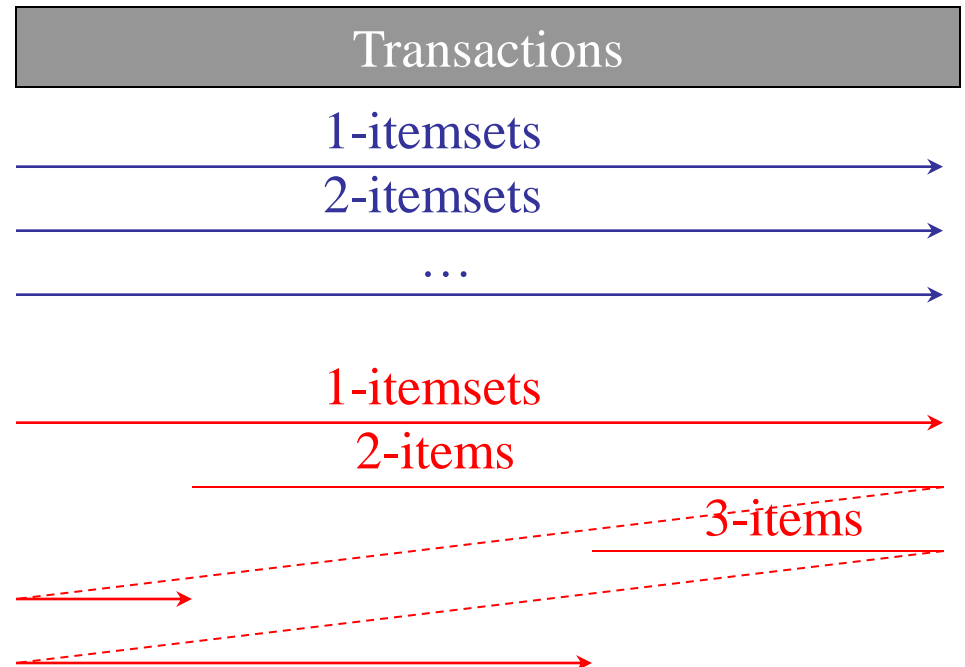 Transactions
1-itemsets
2-itemsets
…
1-itemsets
2-items
3-items